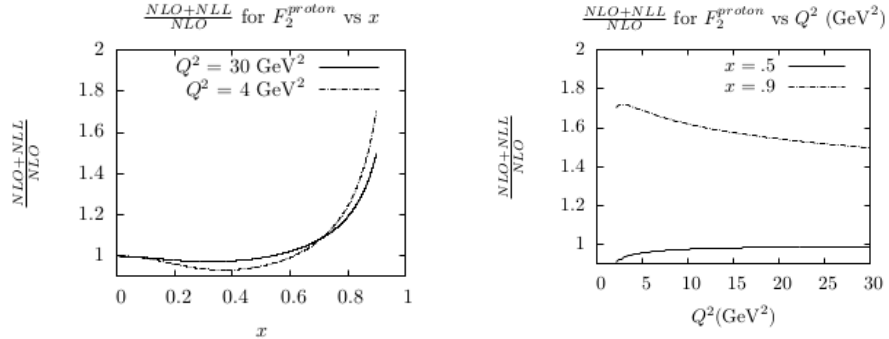 NLO+NLL/NLO for F_2^proton vs x
2
1.8
1.6
1.4
1.2
1
NLO+NLL/NLO
Q^2 = 30 GeV^2
Q^2 = 4 GeV^2
0 0.2 0.4 0.6 0.8 1
x
NLO+NLL/NLO for F_2^proton vs Q^2 (GeV^2)
2
1.8
1.6
1.4
1.2
1
NLO+NLL/NLO
x = .5
x = .9
0 5 10 15 20 25 30
Q^2(GeV^2)